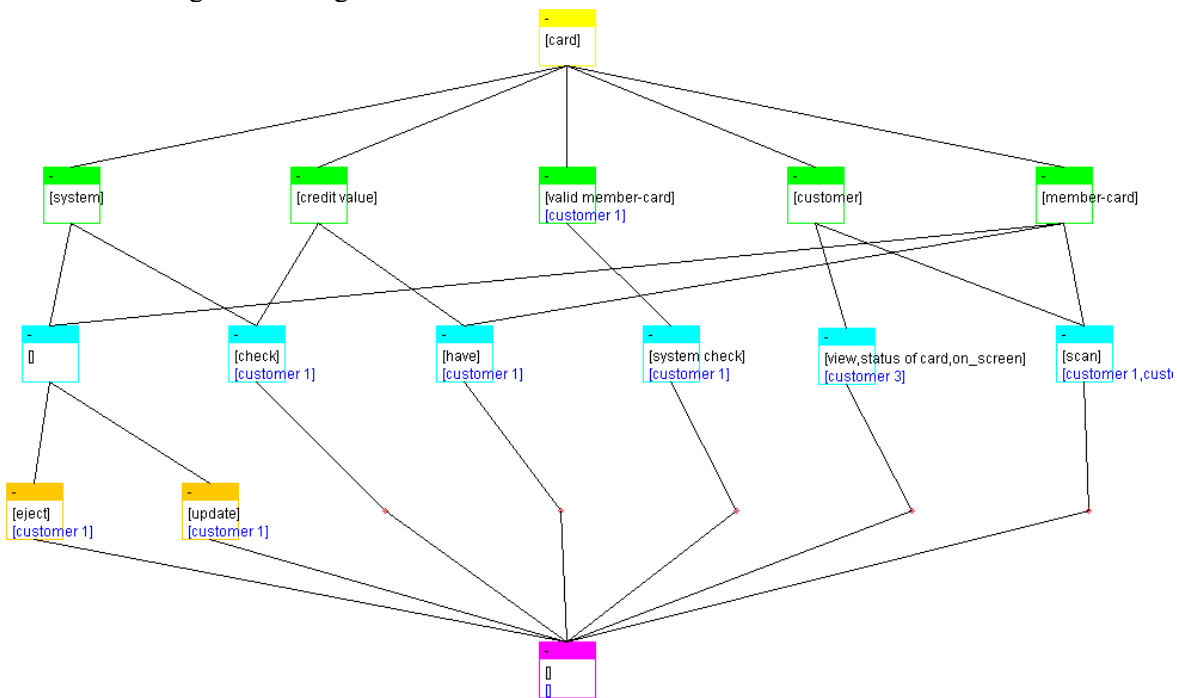 -
[card]
-
[system]
-
[credit value]
-
[valid member-card]
[customer 1]
-
[customer]
-
[member-card]
-
[]
-
[check]
[customer 1]
-
[have]
[customer 1]
-
[system check]
[customer 1]
-
[view,status of card,on_screen]
[customer 3]
-
[scan]
[customer 1,
-
[eject]
[customer 1]
-
[update]
[customer 1]
-
[]
[]